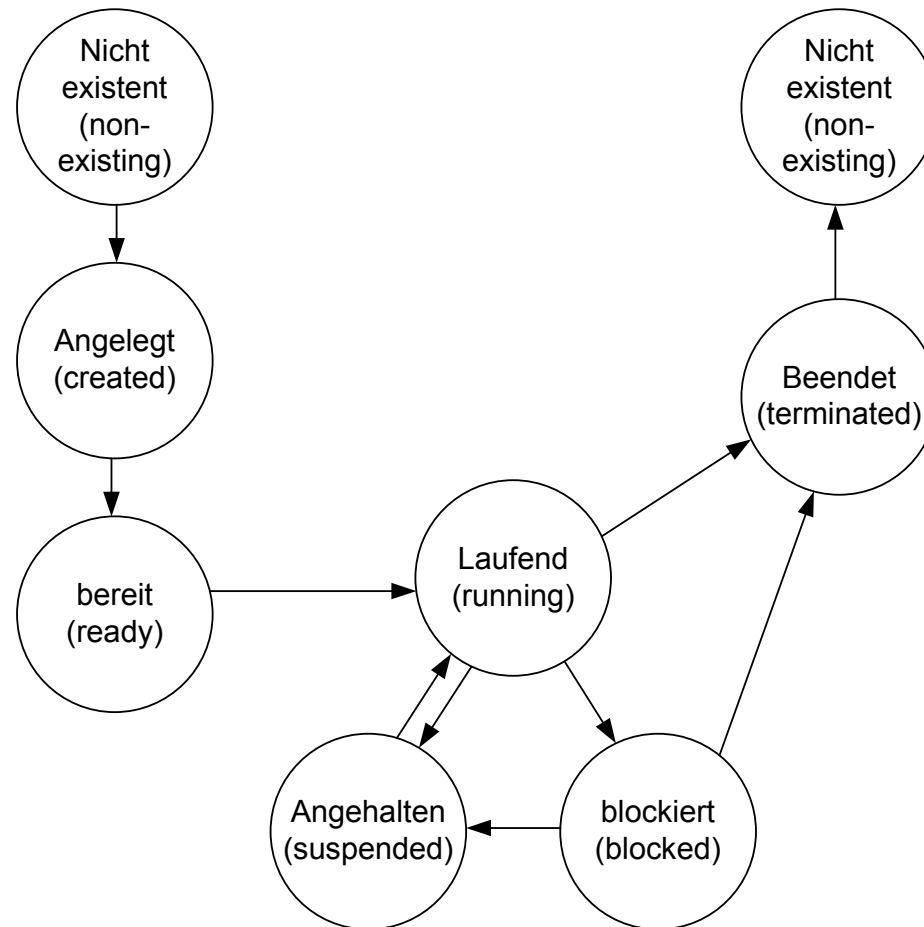 Nicht
existent
(non-
existing)
Nicht
existent
(non-
existing)
Angelegt
(created)
Beendet
(terminated)
bereit
(ready)
Laufend
(running)
Angehalten
(suspended)
blockiert
(blocked)